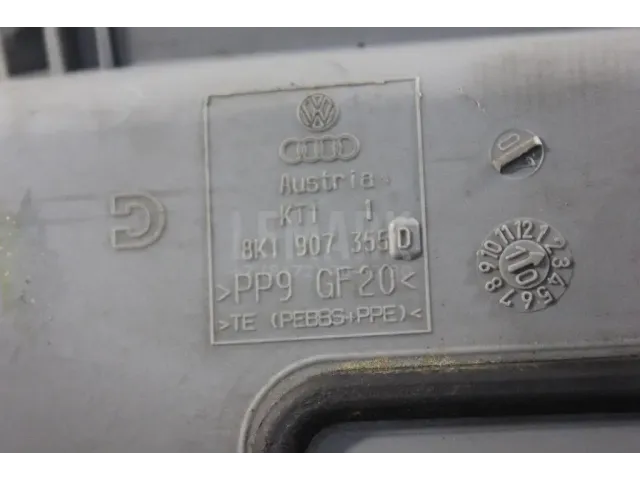 Austria
KTI 1
8K1 907 355 D
>PP9 GF20<
>TE (PEBBS+PPE)<
G
0
1 2 3 4 5 6 7 8 9 10 11 12
10